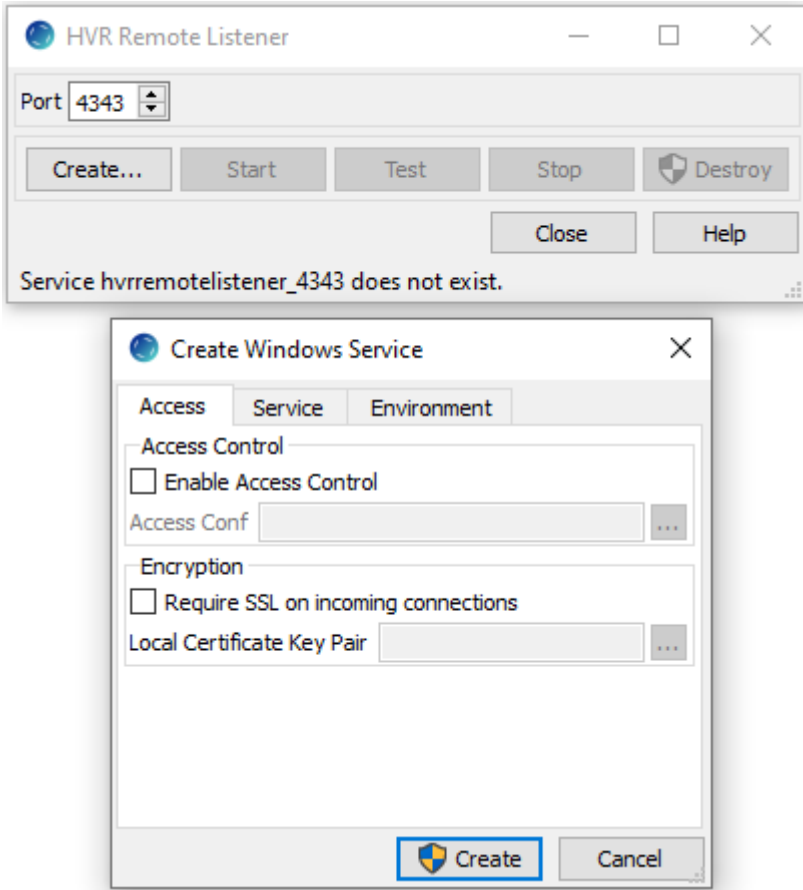 HVR Remote Listener
Port 4343
Create... Start Test Stop Destroy
Close Help
Service hvrremotelistener_4343 does not exist.
Create Windows Service
Access Service Environment
Access Control
Enable Access Control
Access Conf ...
Encryption
Require SSL on incoming connections
Local Certificate Key Pair ...
Create Cancel